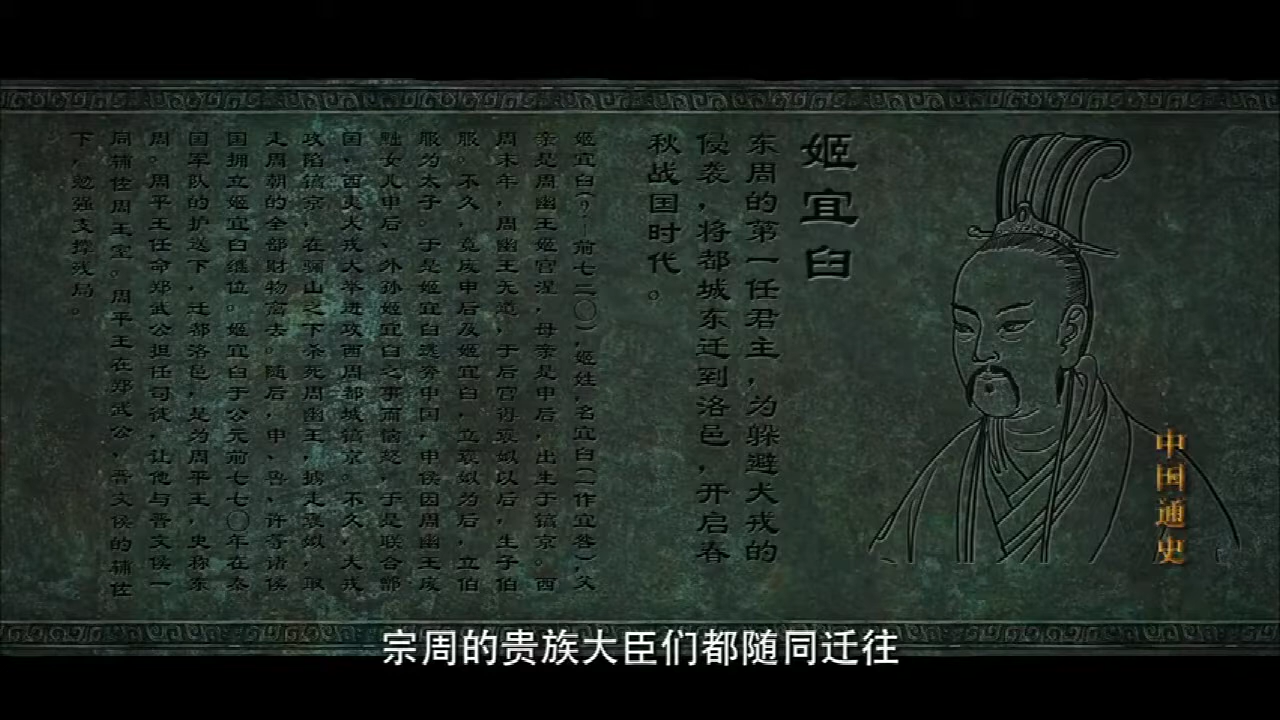 姬宜臼
东周的第一任君主，为躲避犬戎的
侵袭，将都城东迁到洛邑，开启春
秋战国时代。
姬宜臼（？—前七二〇），姬姓，名宜臼（一作宜咎），父
亲是周幽王姬宫涅，母亲是申后，出生于镐京。西
周末年，周幽王无道，于后宫得褒姒以后，生子伯
服。不久，竟废申后及姬宜臼，立褒姒为后，立伯
服为太子。于是姬宜臼逃奔申国，申侯因周幽王废
黜女儿申后、外孙姬宜臼之事而恼怒，于是联合鄫
国，西夷犬戎大举进攻西周都城镐京。不久，犬戎
攻陷镐京，在骊山之下杀死周幽王，掳走褒姒，取
走周朝的全部财物离去。随后，申、鲁、许等诸侯
国拥立姬宜臼继位。姬宜臼于公元前七七〇年在秦
国军队的护送下，迁都洛邑，是为周平王，史称东
周。周平王任命郑武公担任司徒，让他与晋文侯一
同辅佐周王室。周平王在郑武公、晋文侯的辅佐
下，勉强支撑残局。
中国通史
宗周的贵族大臣们都随同迁往